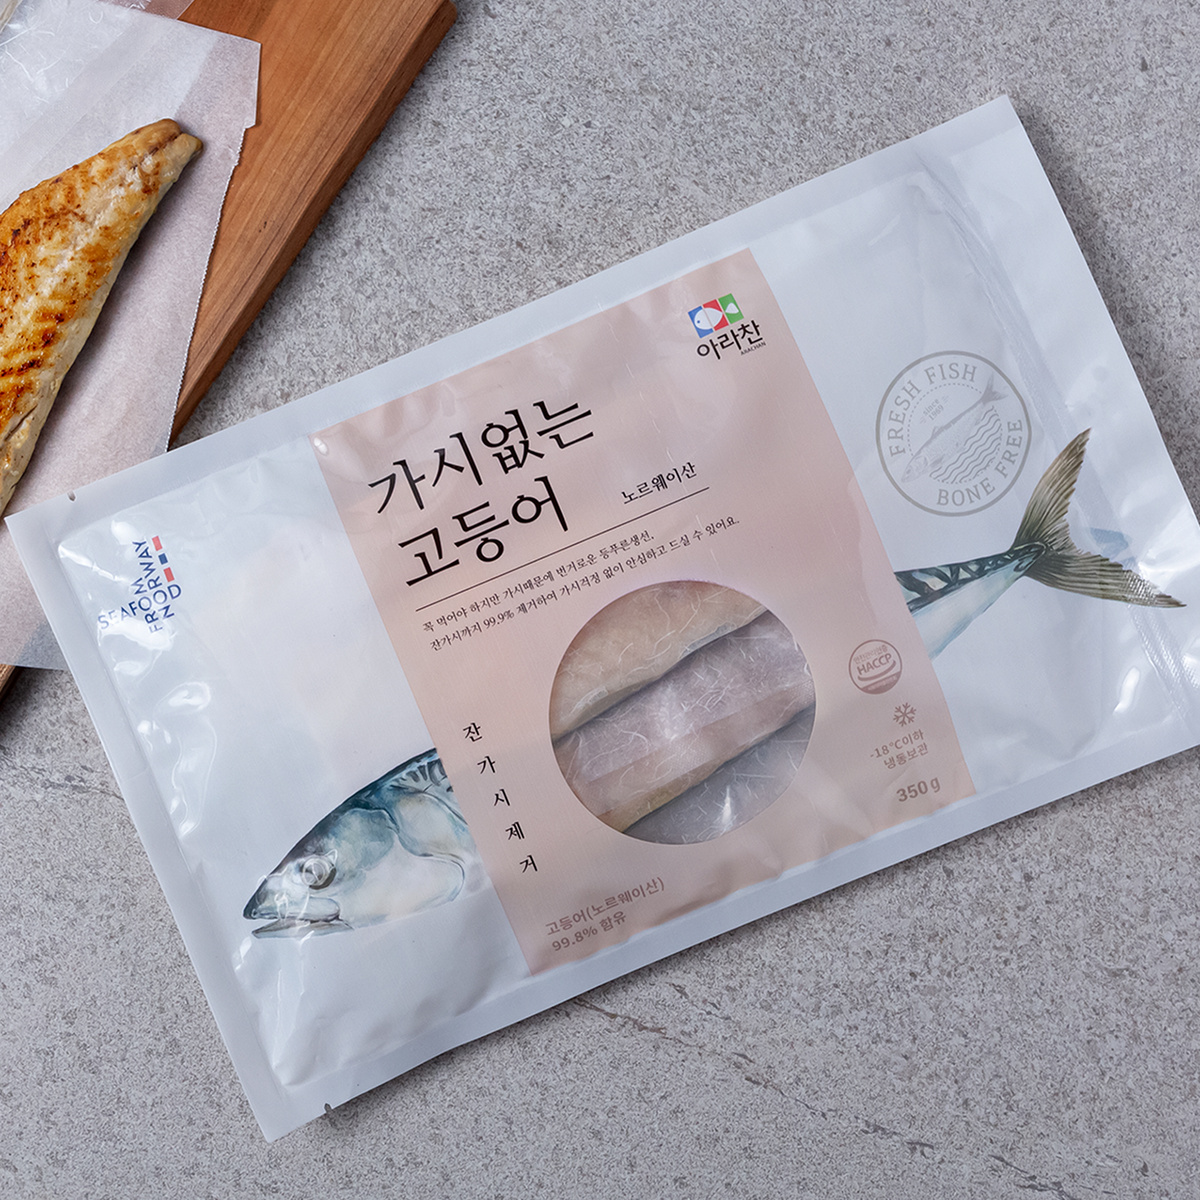 아라찬
ARACHAN
가시없는
고등어
노르웨이산
꼭 먹어야 하지만 가시때문에 번거로운 등푸른생선,
잔가시까지 99.9% 제거하여 가시걱정 없이 안심하고 드실 수 있어요.
잔가시제거
고등어(노르웨이산)
99.8% 함유
SEAFOOD
FROM
NORWAY
FRESH FISH
since
1969
BONE FREE
HACCP
-18°C이하
냉동보관
350g